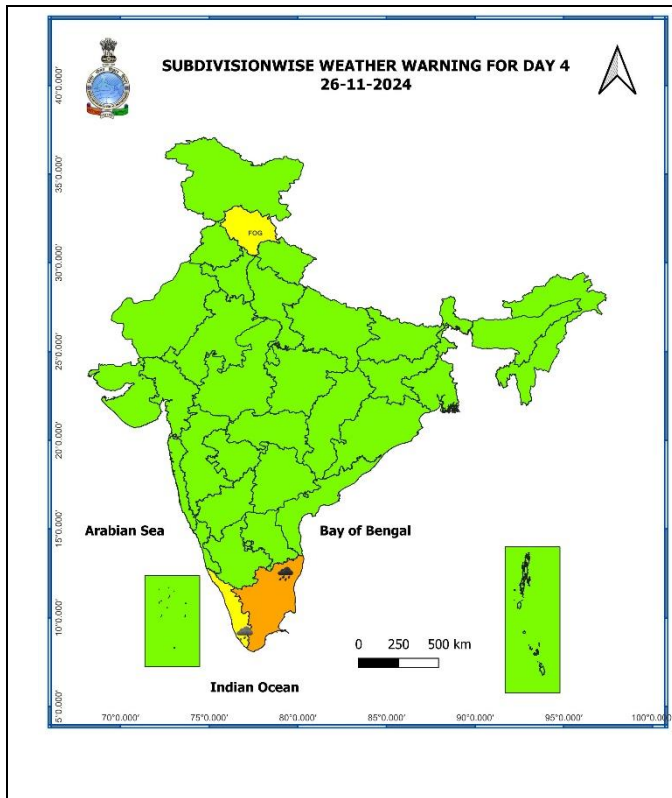 SUBDIVISIONWISE WEATHER WARNING FOR DAY 4
26-11-2024
40°0.000'
35°0.000'
30°0.000'
25°0.000'
20°0.000'
15°0.000'
10°0.000'
5°0.000'
FOG
Arabian Sea
Bay of Bengal
0 250 500 km
Indian Ocean
70°0.000' 75°0.000' 80°0.000' 85°0.000' 90°0.000' 95°0.000' 100°0.000'